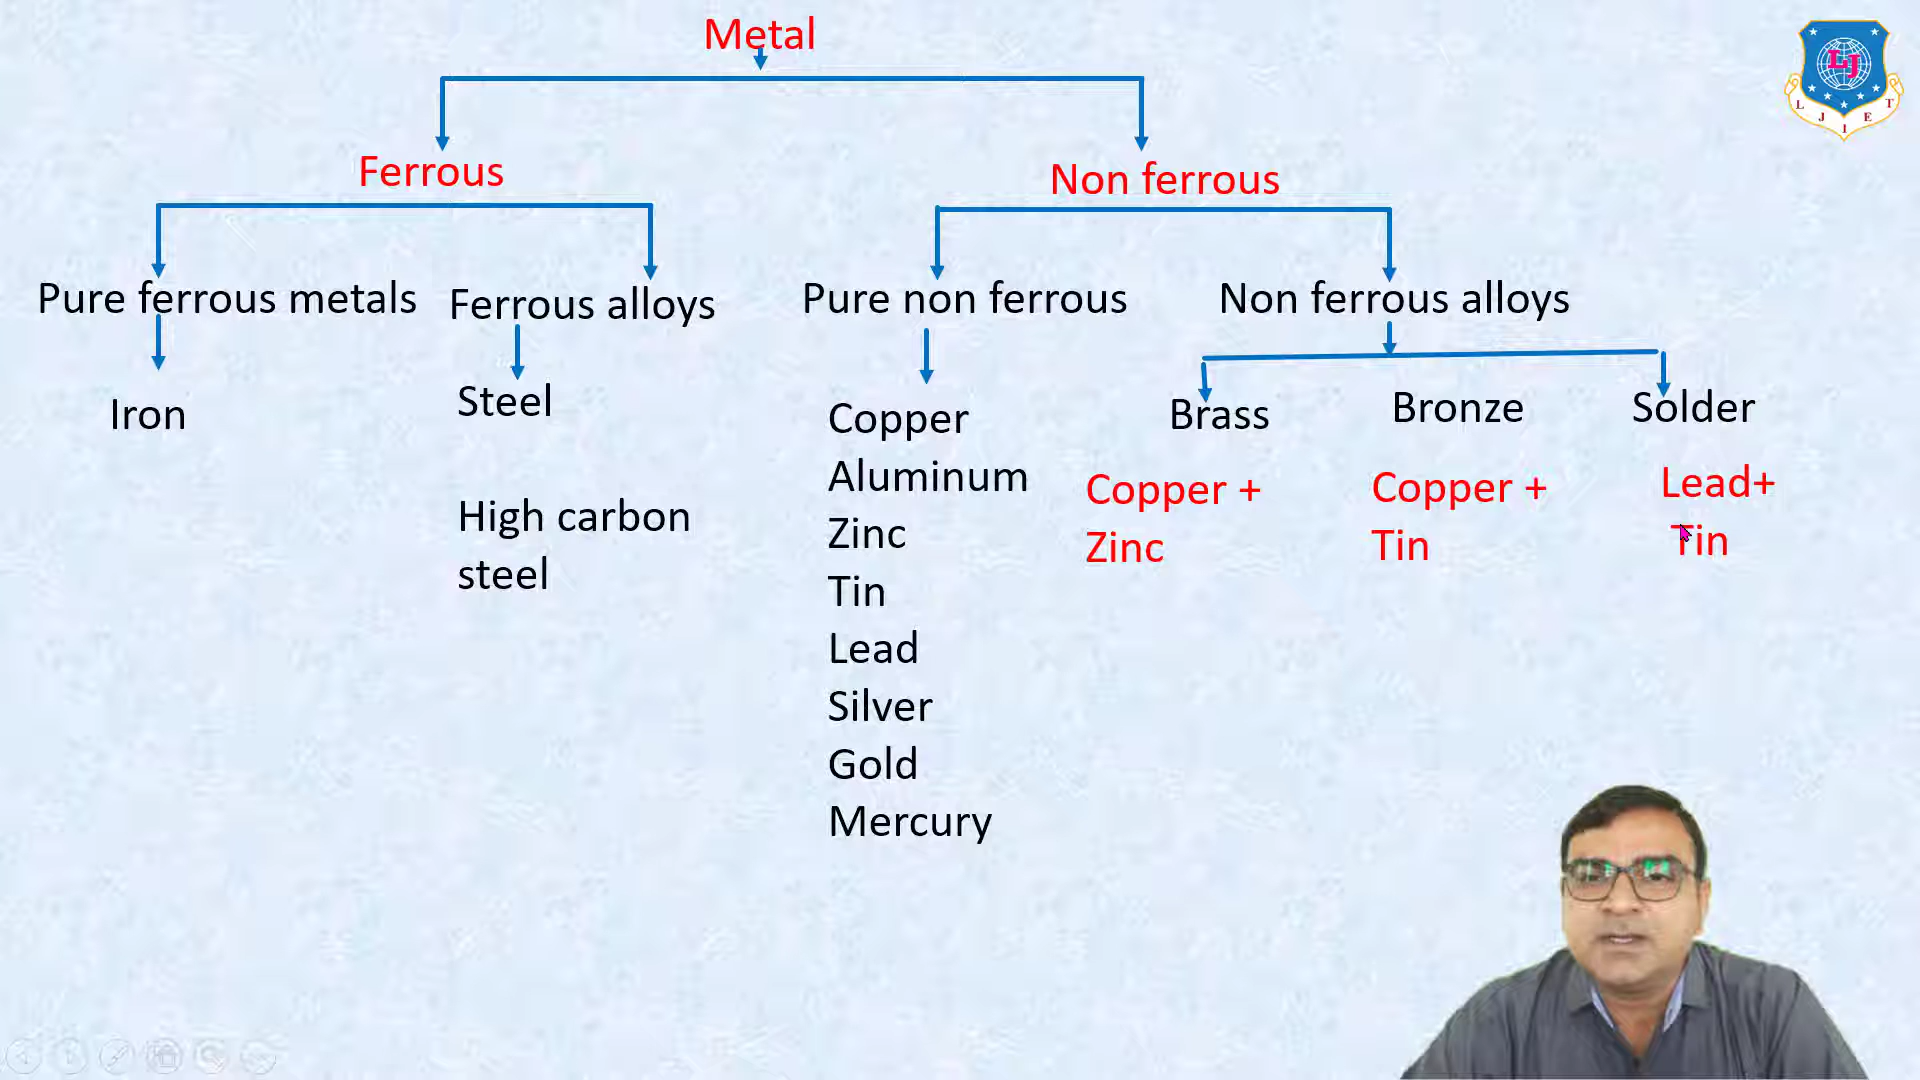 Metal
LJ
L J I E T
Ferrous
Non ferrous
Pure ferrous metals
Ferrous alloys
Pure non ferrous
Non ferrous alloys
Iron
Steel
High carbon
steel
Copper
Aluminum
Zinc
Tin
Lead
Silver
Gold
Mercury
Brass
Copper +
Zinc
Bronze
Copper +
Tin
Solder
Lead+
Tin